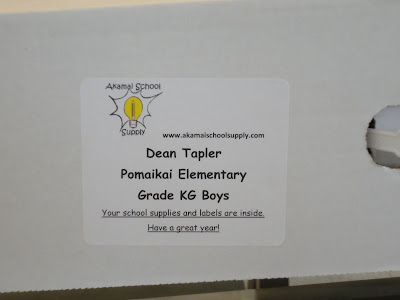 Akamai School
Supply
www.akamaischoolsupply.com
Dean Tapler
Pomaikai Elementary
Grade KG Boys
Your school supplies and labels are inside.
Have a great year!